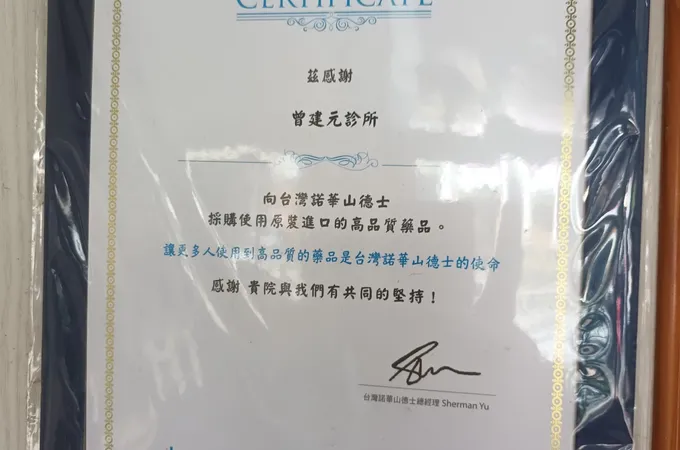 CERTIFICATE
茲感謝
曾建元診所
向台灣諾華山德士
採購使用原裝進口的高品質藥品。
讓更多人使用到高品質的藥品是台灣諾華山德士的使命
感謝 貴院與我們有共同的堅持！
台灣諾華山德士總經理 Sherman Yu